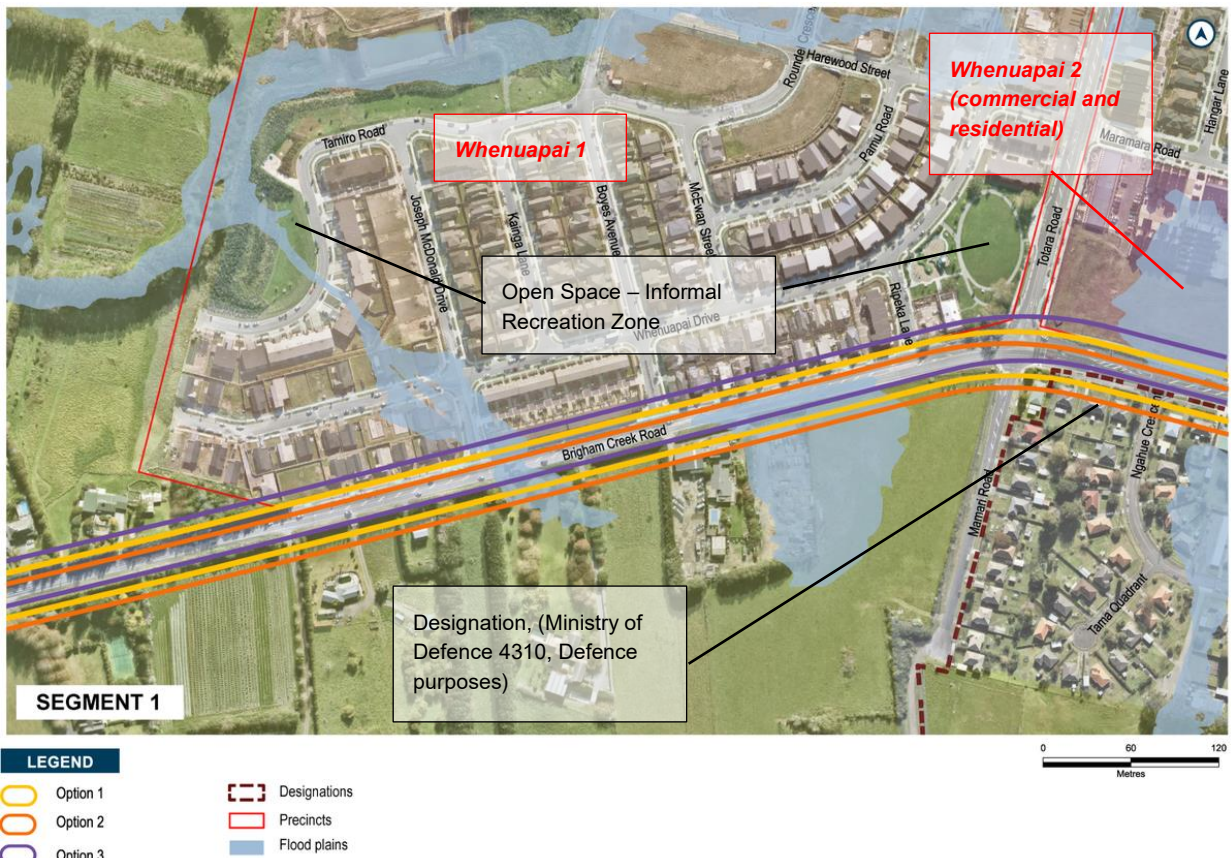 Harewood Street
Whenuapai 2
(commercial and
residential)
Hangar Lane
Maramara Road
Tamiro Road
Whenuapai 1
Pamu Road
Joseph McDonald Drive
Kainga Lane
Boyes Avenue
McEwan Street
Totara Road
Open Space – Informal
Recreation Zone
Whenuapai Drive
Ripeka Lane
Brigham Creek Road
Mamari Road
Tama Quadrant
Designation, (Ministry of
Defence 4310, Defence
purposes)
SEGMENT 1
LEGEND
Option 1
Option 2
Option 3
Designations
Precincts
Flood plains
0 60 120
Metres